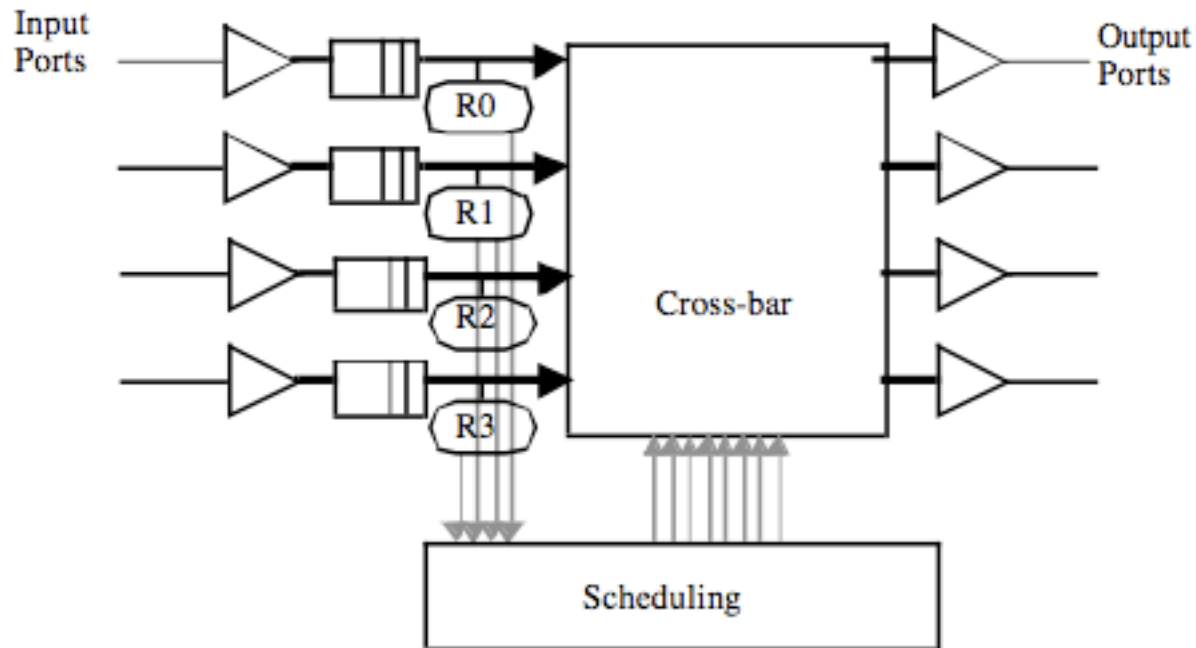 Input
Ports
Output
Ports
R0
R1
R2
R3
Cross-bar
Scheduling